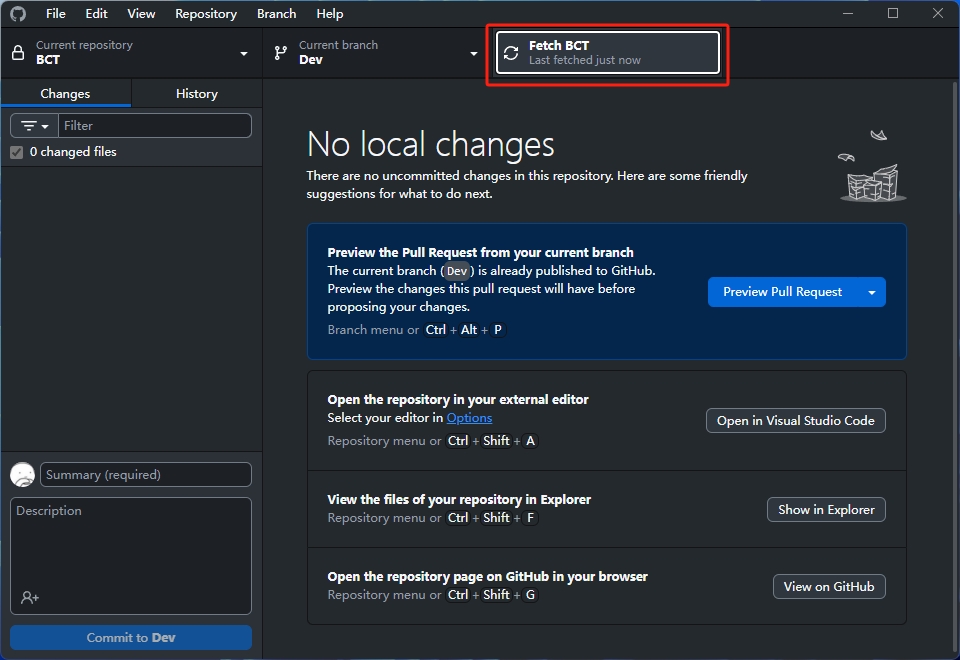 File Edit View Repository Branch Help
Current repository
BCT
Current branch
Dev
Fetch BCT
Last fetched just now
Changes
History
Filter
0 changed files
No local changes
There are no uncommitted changes in this repository. Here are some friendly
suggestions for what to do next.
Preview the Pull Request from your current branch
The current branch (Dev) is already published to GitHub.
Preview the changes this pull request will have before
proposing your changes.
Branch menu or Ctrl + Alt + P
Preview Pull Request
Open the repository in your external editor
Select your editor in Options
Repository menu or Ctrl + Shift + A
Open in Visual Studio Code
View the files of your repository in Explorer
Repository menu or Ctrl + Shift + F
Show in Explorer
Open the repository page on GitHub in your browser
Repository menu or Ctrl + Shift + G
View on GitHub
Summary (required)
Description
Commit to Dev